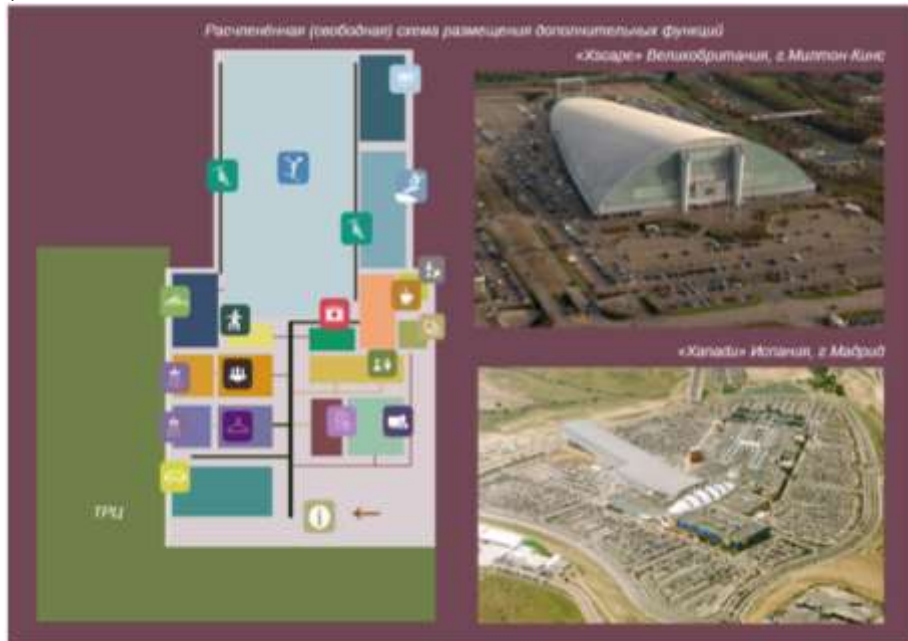 Расчленённая (свободная) схема размещения дополнительных функций
«Xscape» Великобритания, г.Милтон-Кинс
«Xanadu» Испания, г Мадрид
ТРЦ